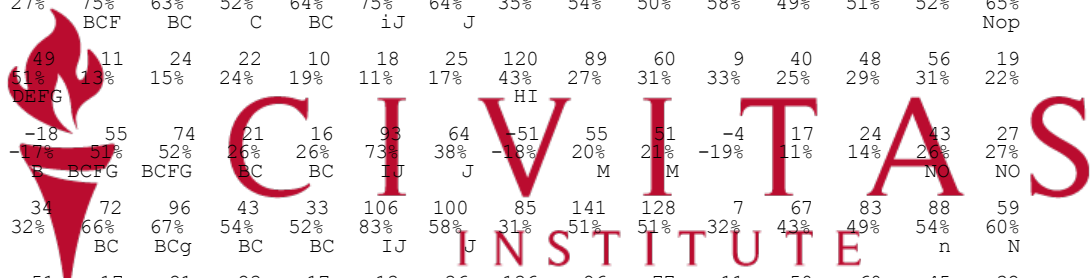 27% 75% 63% 52% 64% 75% 64% 35% 54% 50% 58% 49% 51% 52% 65%
BCF BC C BC iJ J Nop
49 11 24 22 10 18 25 120 89 60 9 40 48 56 19
51% 13% 15% 24% 19% 11% 17% 43% 27% 31% 33% 25% 29% 31% 22%
DEFG HI
-18 55 74 21 16 93 64 -51 55 51 -4 17 24 43 27
-17% 51% 52% 26% 26% 73% 38% -18% 20% 21% -19% 11% 14% 26% 27%
B BCFG BCFG BC BC IJ J M M NO NO
34 72 96 43 33 106 100 85 141 128 7 67 83 88 59
32% 66% 67% 54% 52% 83% 58% 31% 51% 51% 32% 43% 49% 54% 60%
BC BCg BC BC IJ J n N
CIVITAS
INSTITUTE